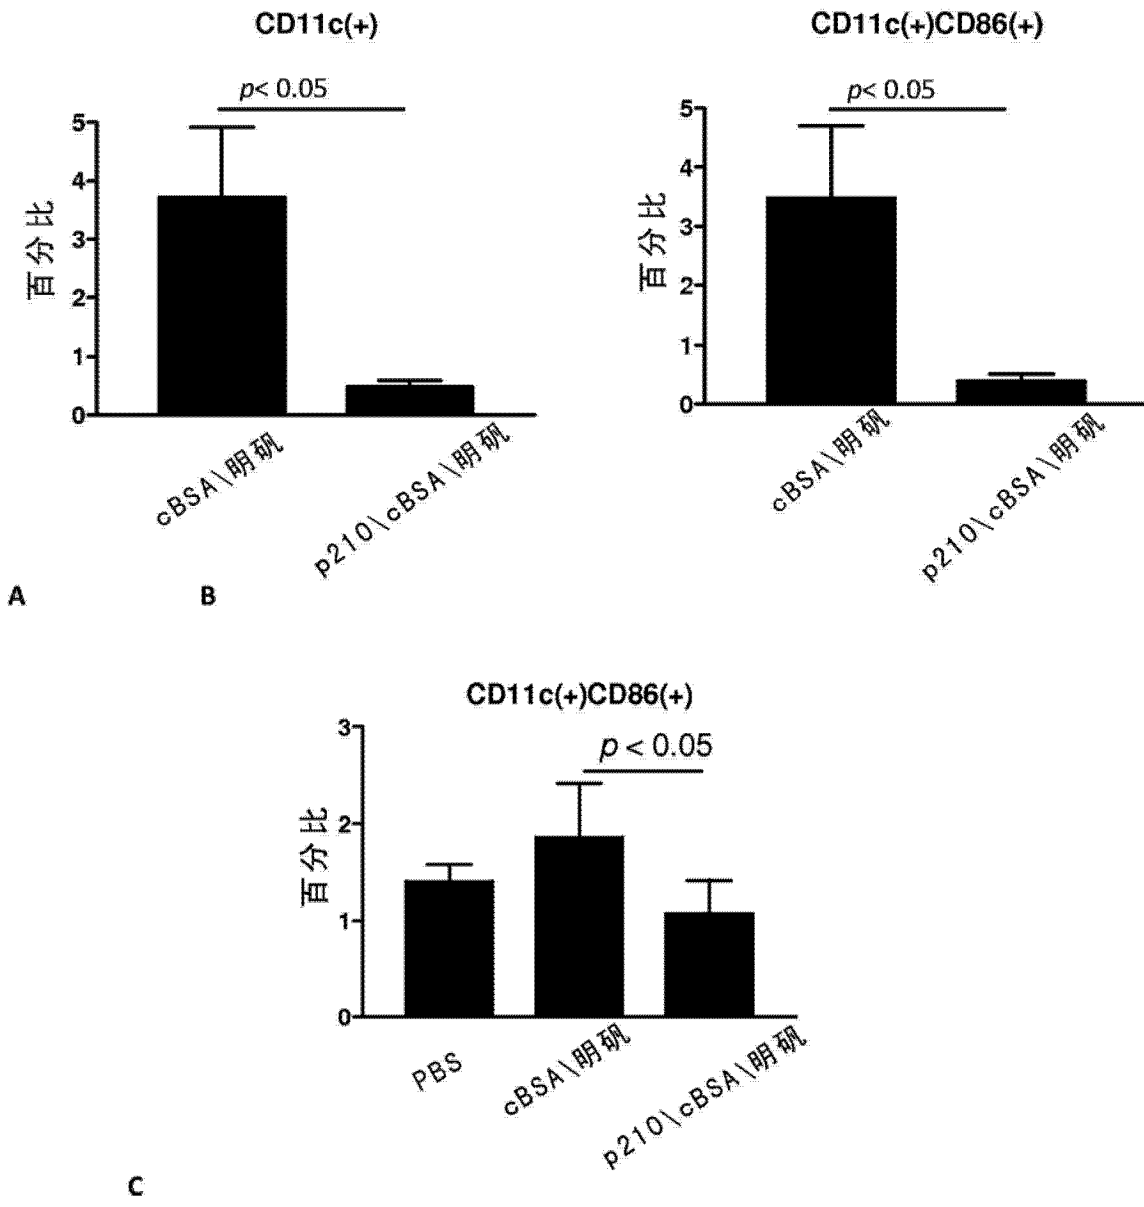 CD11c(+)
p< 0.05
5
4
3
2
1
0
百分比
cBSA\明矾
p210\cBSA\明矾
A
CD11c(+)CD86(+)
p< 0.05
5
4
3
2
1
0
百分比
cBSA\明矾
p210\cBSA\明矾
B
CD11c(+)CD86(+)
p < 0.05
3
2
1
0
百分比
PBS
cBSA\明矾
p210\cBSA\明矾
C